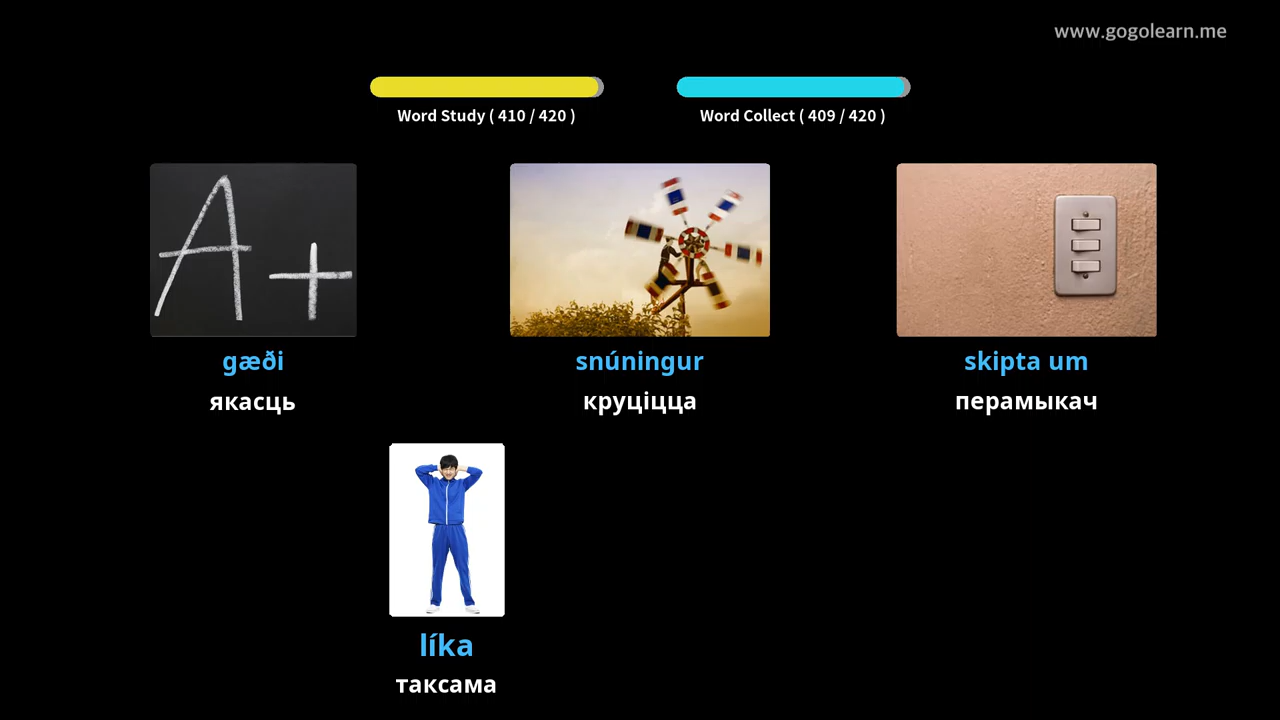 www.gogolearn.me
Word Study ( 410 / 420 )
Word Collect ( 409 / 420 )
A+
gæði
snúningur
skipta um
якасць
круціцца
перамыкач
líka
таксама